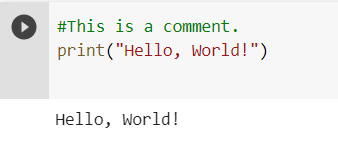 #This is a comment.
print("Hello, World!")
Hello, World!